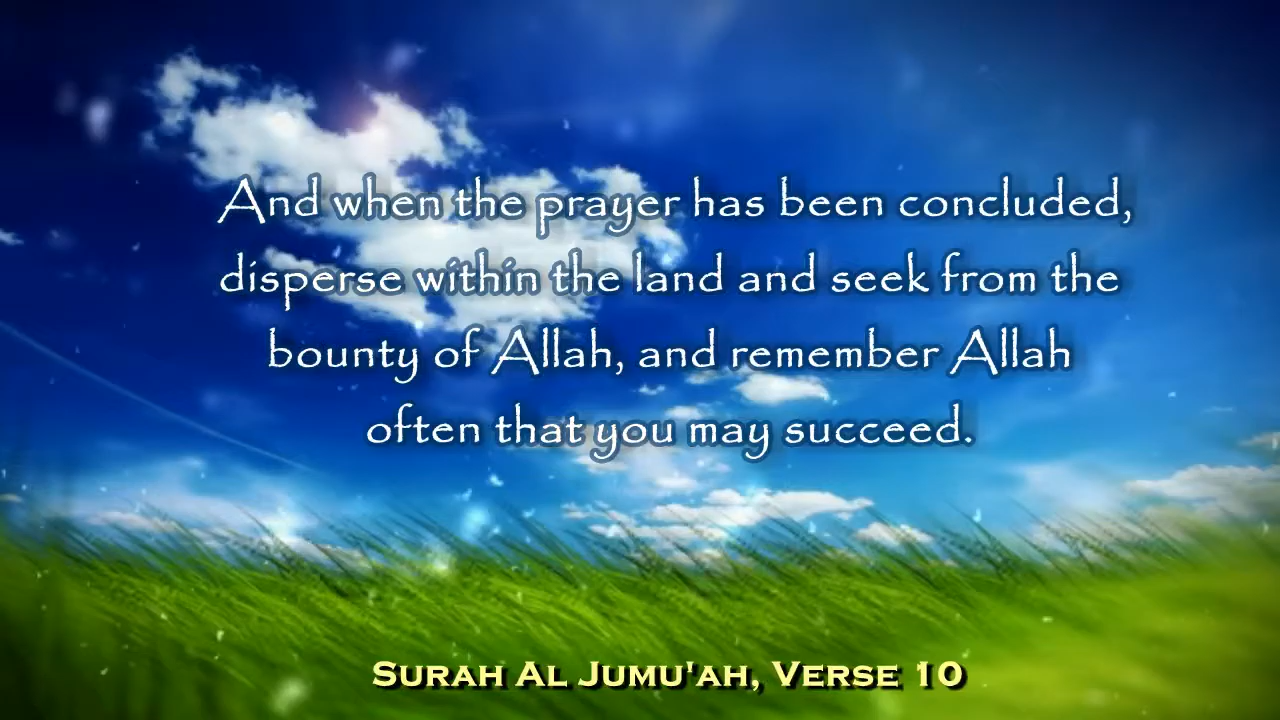 And when the prayer has been concluded,
disperse within the land and seek from the
bounty of Allah, and remember Allah
often that you may succeed.
Surah Al Jumu'ah, Verse 10